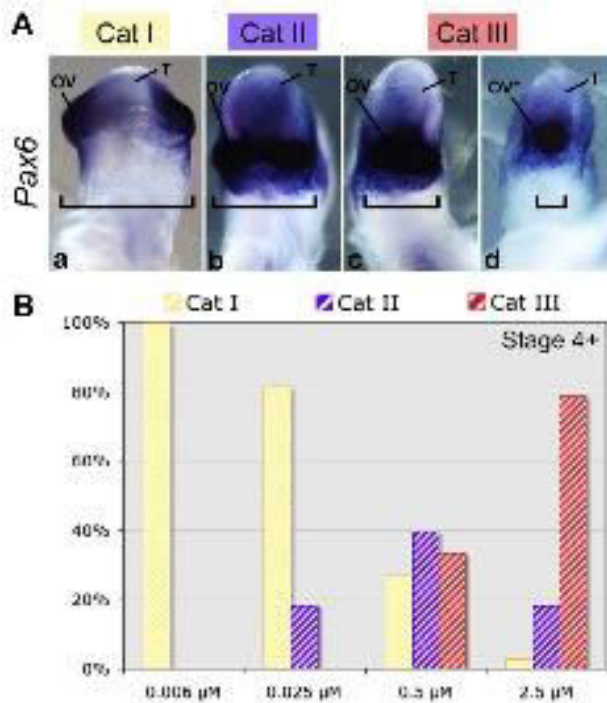 A
Cat I Cat II Cat III
Pax6
OV T
OV T
OV T
OV* T
a b c d
B
Cat I Cat II Cat III
Stage 4+
100%
80%
60%
40%
20%
0%
0.006 µM 0.025 µM 0.5 µM 2.5 µM